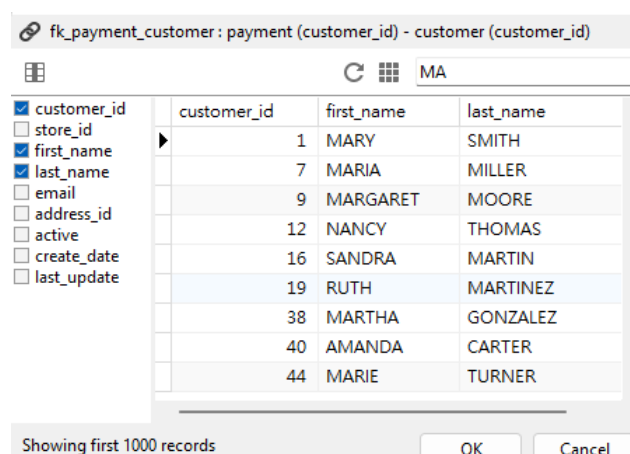 fk_payment_customer : payment (customer_id) - customer (customer_id)
MA
customer_id
store_id
first_name
last_name
email
address_id
active
create_date
last_update
customer_id first_name last_name
1 MARY SMITH
7 MARIA MILLER
9 MARGARET MOORE
12 NANCY THOMAS
16 SANDRA MARTIN
19 RUTH MARTINEZ
38 MARTHA GONZALEZ
40 AMANDA CARTER
44 MARIE TURNER
Showing first 1000 records
OK Cancel